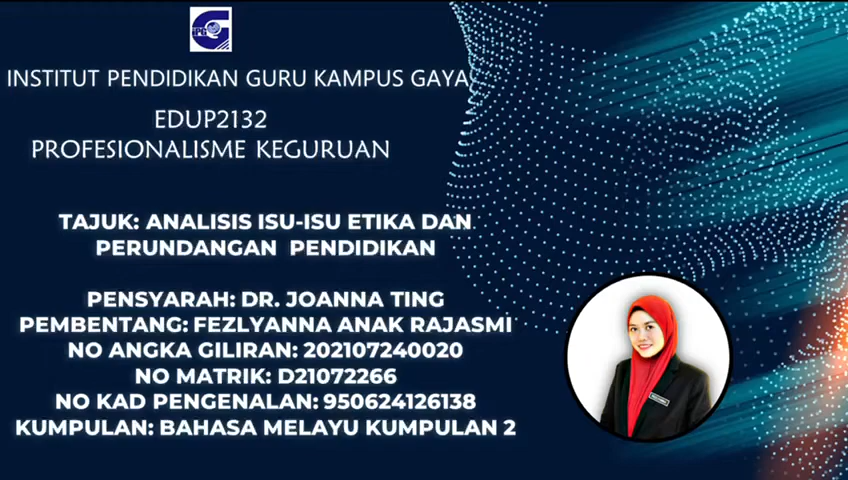 INSTITUT PENDIDIKAN GURU KAMPUS GAYA
EDUP2132
PROFESIONALISME KEGURUAN
TAJUK: ANALISIS ISU-ISU ETIKA DAN
PERUNDANGAN PENDIDIKAN
PENSYARAH: DR. JOANNA TING
PEMBENTANG: FEZLYANNA ANAK RAJASMI
NO ANGKA GILIRAN: 202107240020
NO MATRIK: D21072266
NO KAD PENGENALAN: 950624126138
KUMPULAN: BAHASA MELAYU KUMPULAN 2